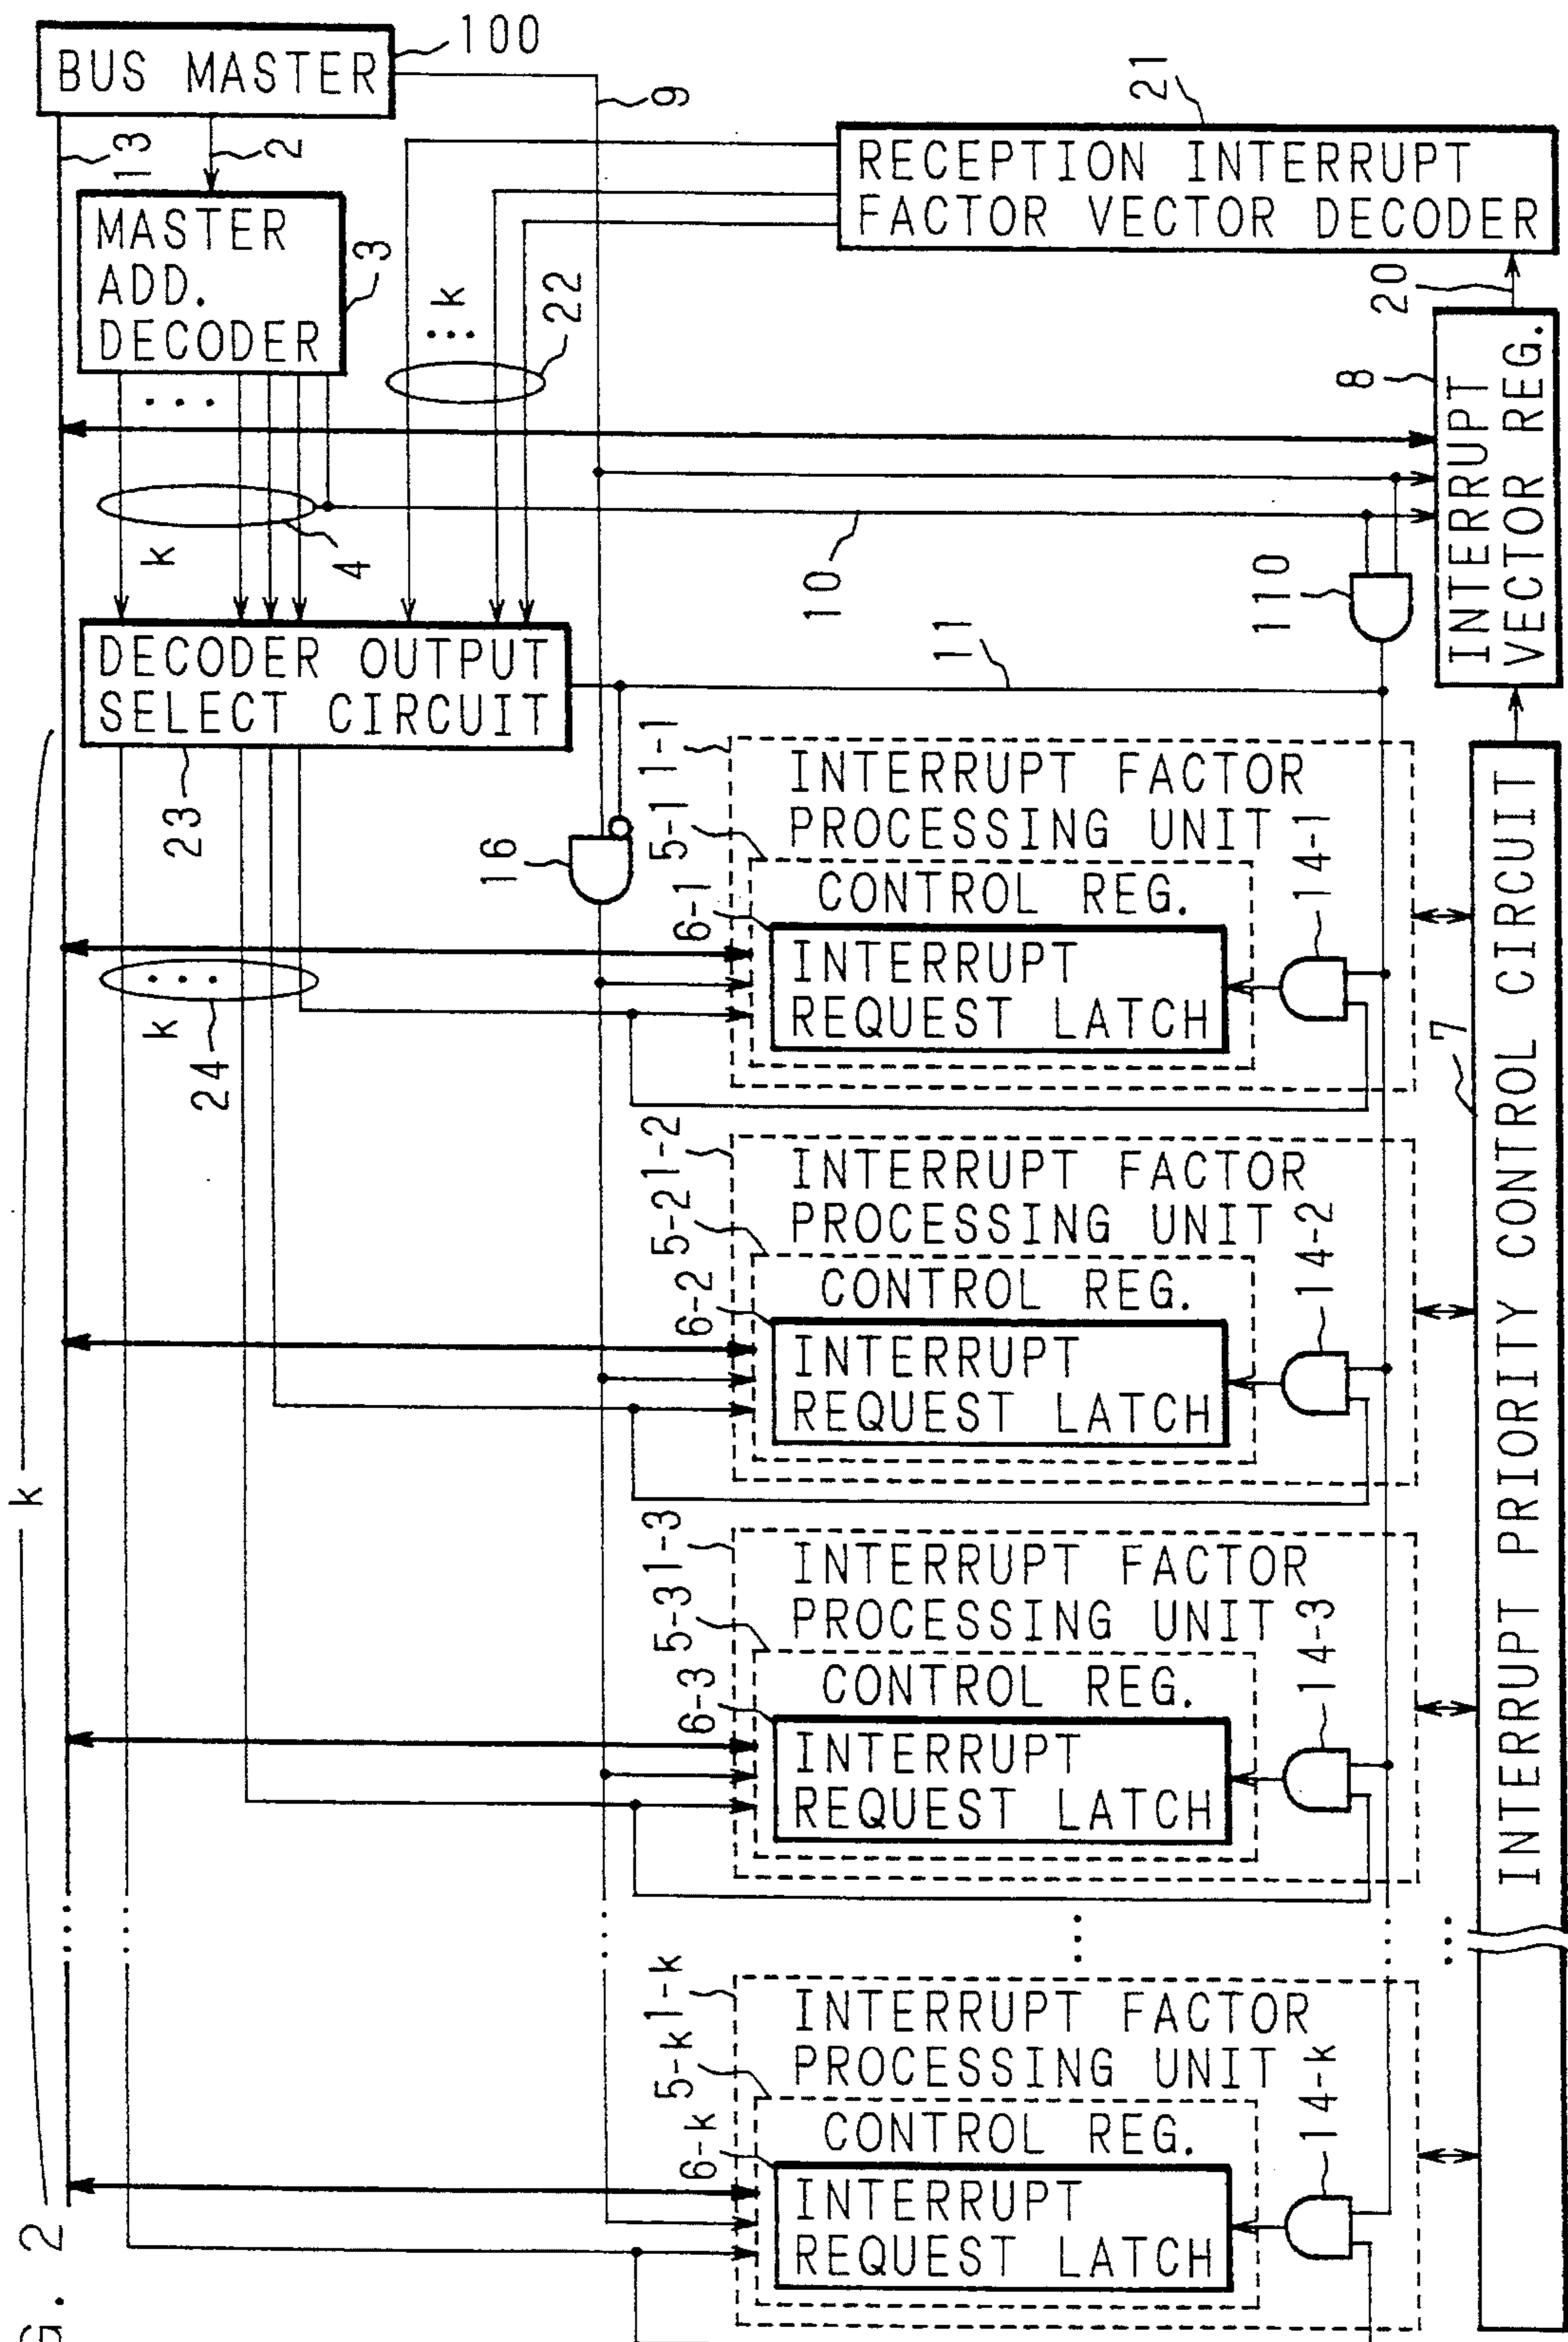 G. 2
k
BUS MASTER
100
13
2
9
MASTER
ADD.
DECODER
3
k
22
k
4
RECEPTION INTERRUPT
FACTOR VECTOR DECODER
21
20
8
INTERRUPT
VECTOR REG.
10
110
11
DECODER OUTPUT
SELECT CIRCUIT
23
16
k
24
1-1
INTERRUPT FACTOR
PROCESSING UNIT
5-1
CONTROL REG.
6-1
INTERRUPT
REQUEST LATCH
14-1
1-2
INTERRUPT FACTOR
PROCESSING UNIT
5-2
CONTROL REG.
6-2
INTERRUPT
REQUEST LATCH
14-2
1-3
INTERRUPT FACTOR
PROCESSING UNIT
5-3
CONTROL REG.
6-3
INTERRUPT
REQUEST LATCH
14-3
1-k
INTERRUPT FACTOR
PROCESSING UNIT
5-k
CONTROL REG.
6-k
INTERRUPT
REQUEST LATCH
14-k
7
INTERRUPT PRIORITY CONTROL CIRCUIT